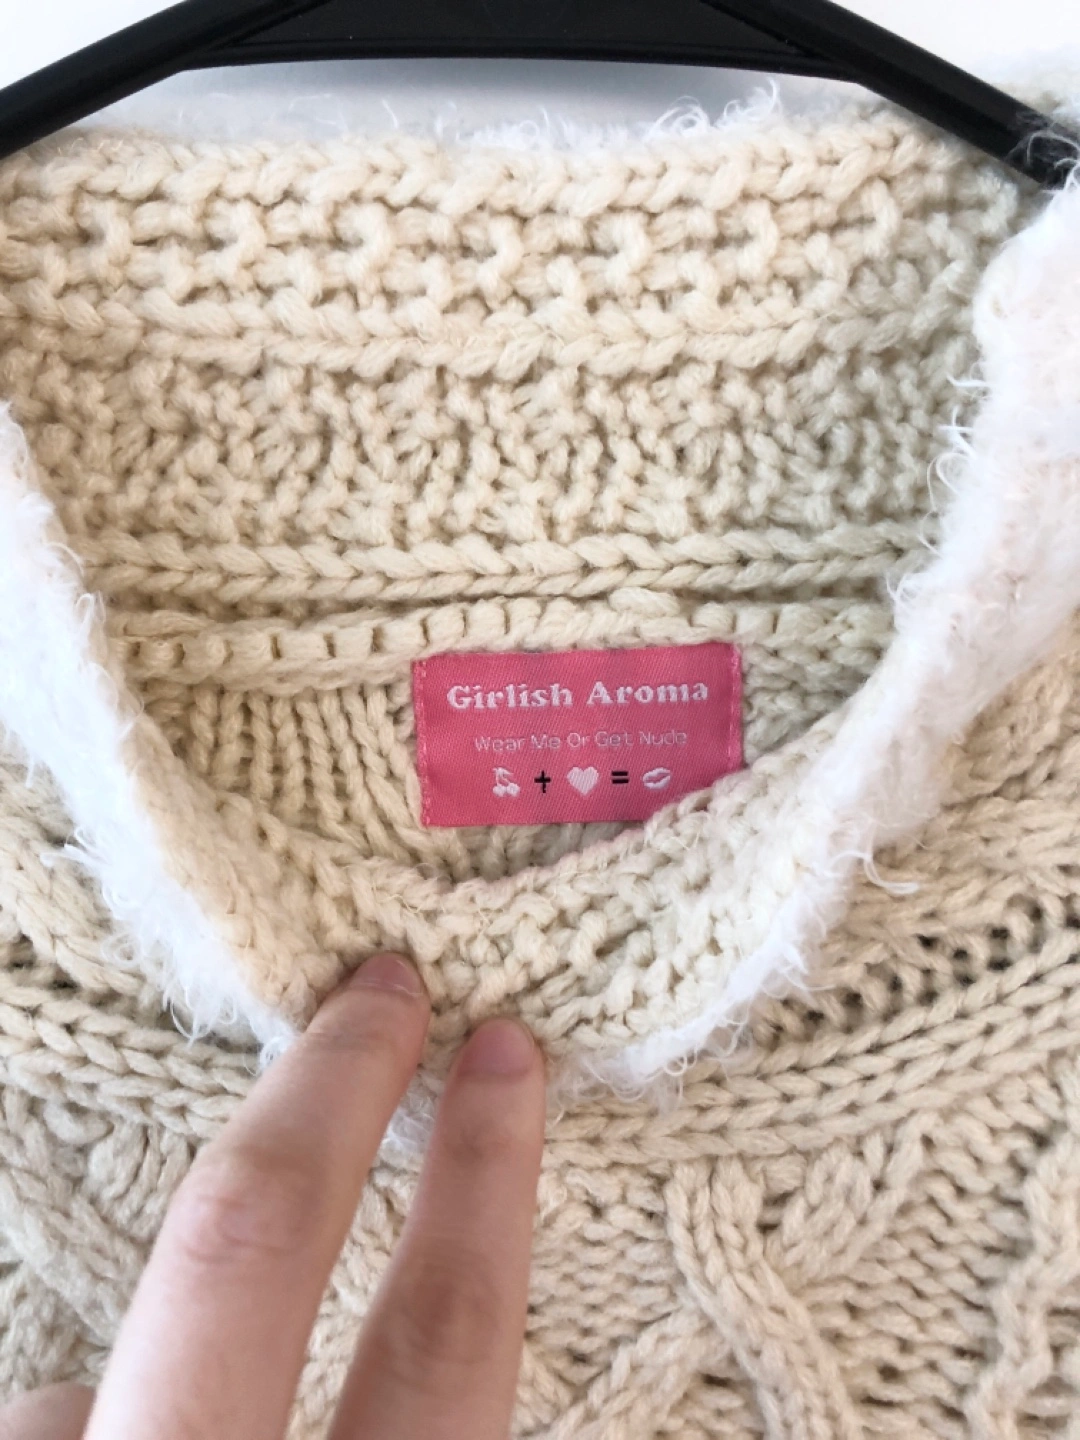 Girlish Aroma
Wear Me Or Get Nude
+ =